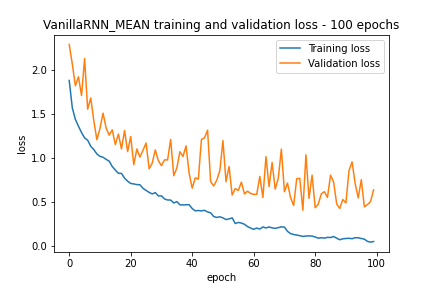 VanillaRNN_MEAN training and validation loss - 100 epochs
Training loss
Validation loss
loss
2.0
1.5
1.0
0.5
0.0
0 20 40 60 80 100
epoch